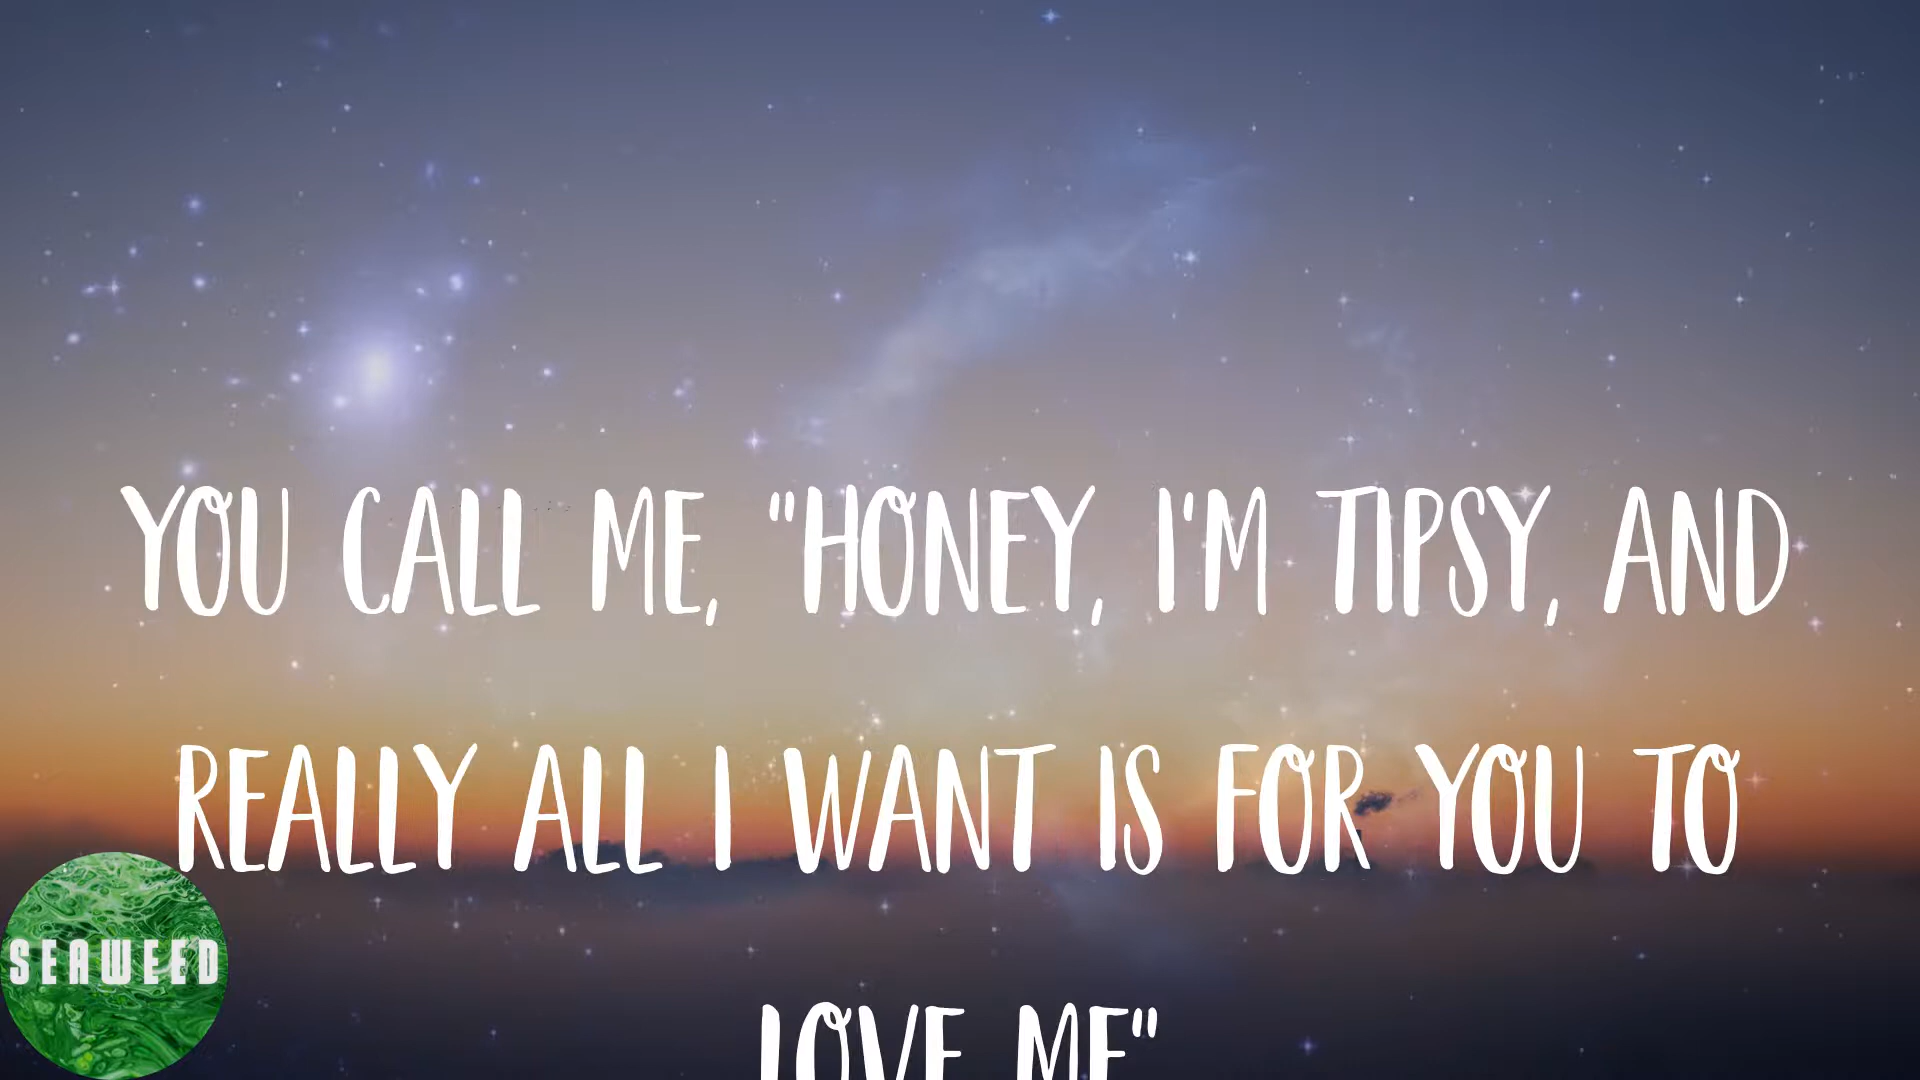 YOU CALL ME, "HONEY, I'M TIPSY, AND
REALLY ALL I WANT IS FOR YOU TO
LOVE ME"
SEAWEED